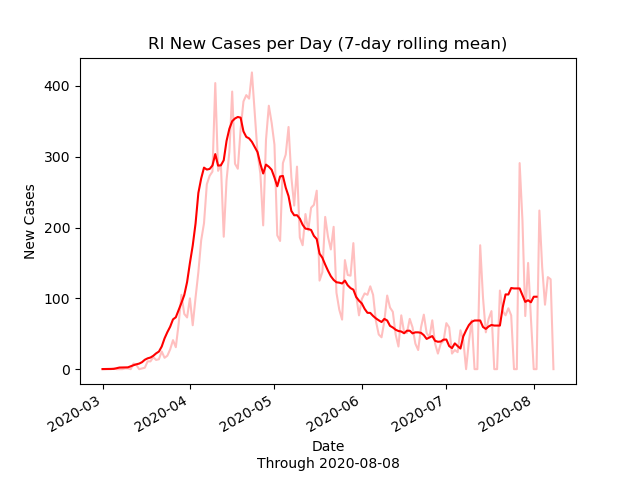 RI New Cases per Day (7-day rolling mean)
400
300
200
100
0
New Cases
2020-03
2020-04
2020-05
2020-06
2020-07
2020-08
Date
Through 2020-08-08